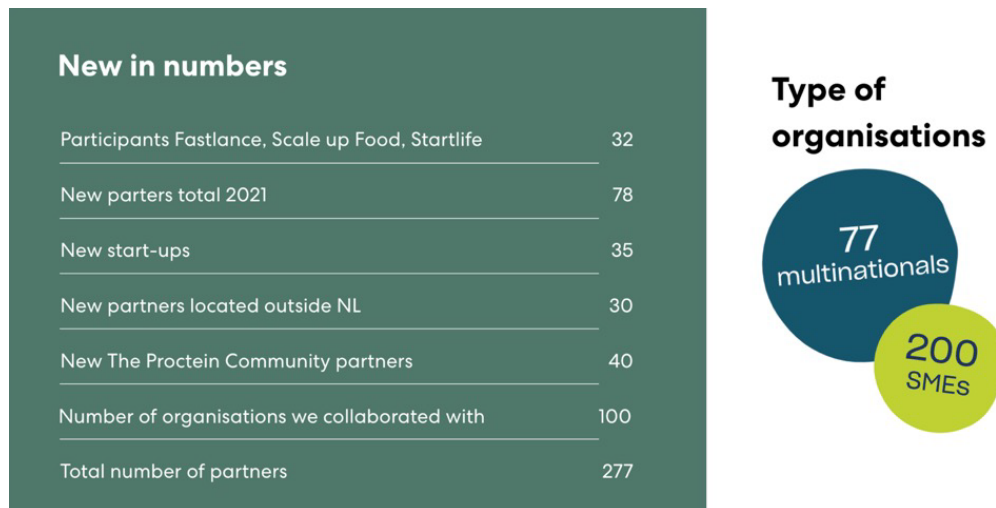 New in numbers
Participants Fastlance, Scale up Food, Startlife 32
New parters total 2021 78
New start-ups 35
New partners located outside NL 30
New The Proctein Community partners 40
Number of organisations we collaborated with 100
Total number of partners 277
Type of
organisations
77
multinationals
200
SMEs